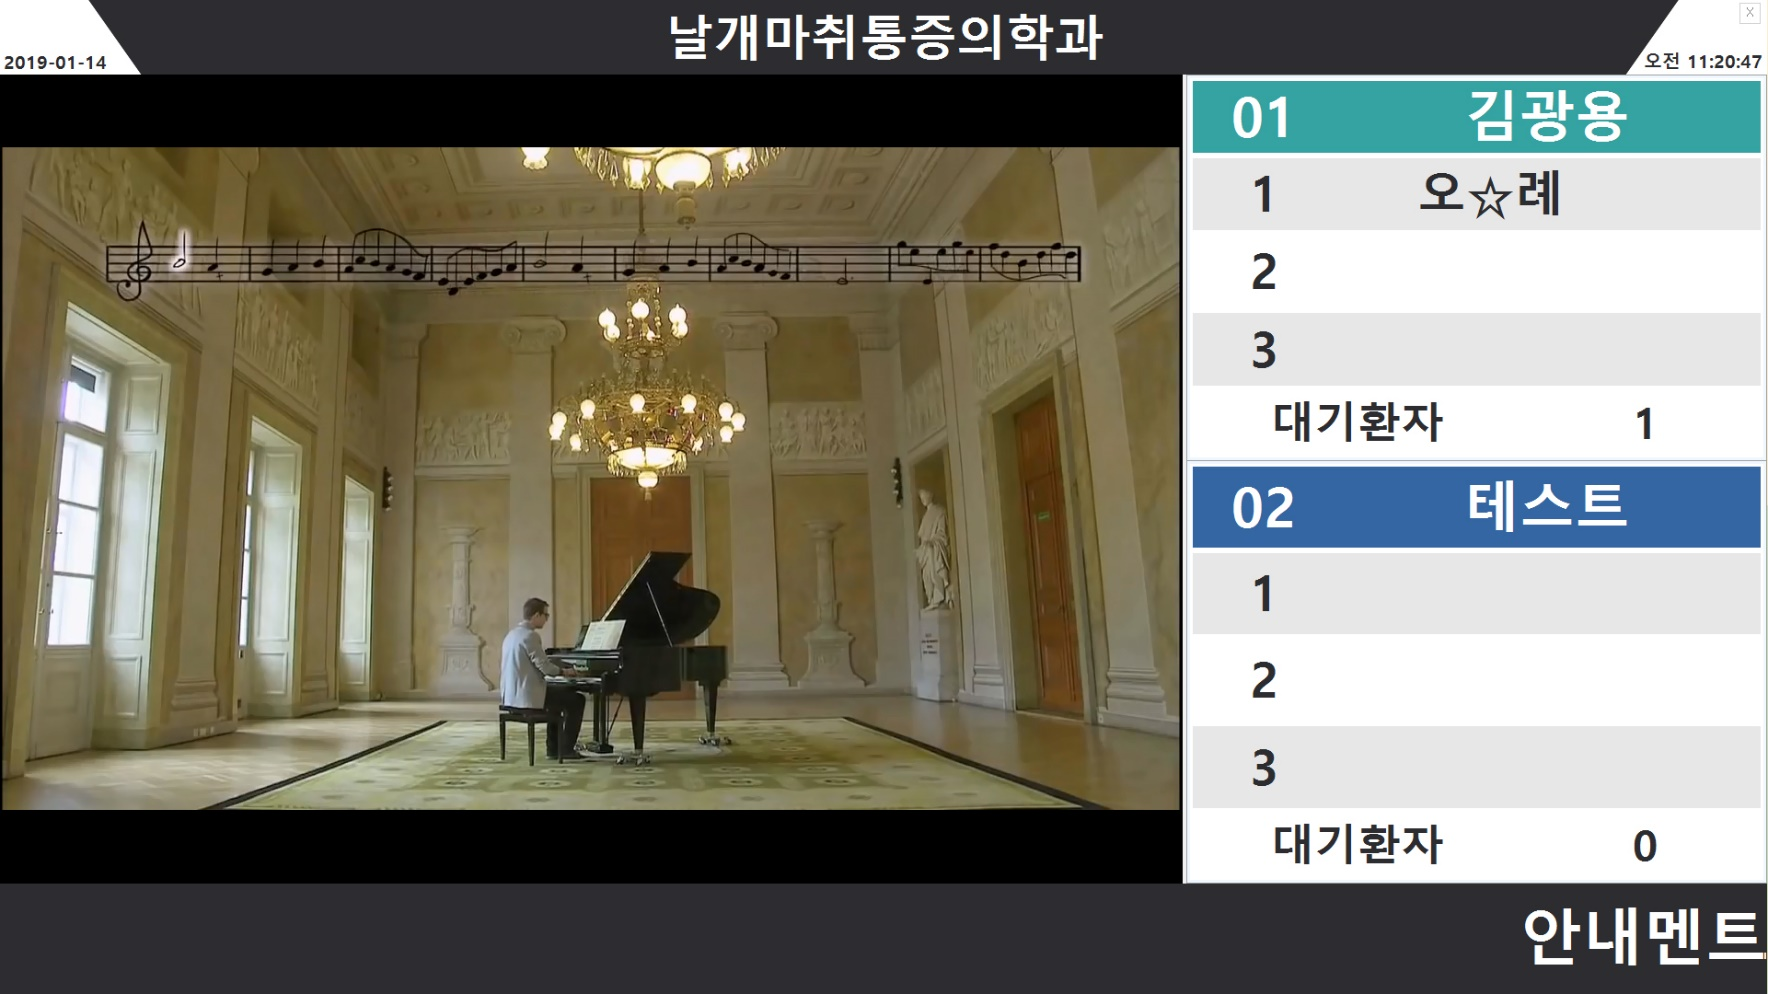 날개마취통증의학과
X
2019-01-14
오전 11:20:47
01 김광용
1 오☆례
2
3
대기환자 1
02 테스트
1
2
3
대기환자 0
안내멘트